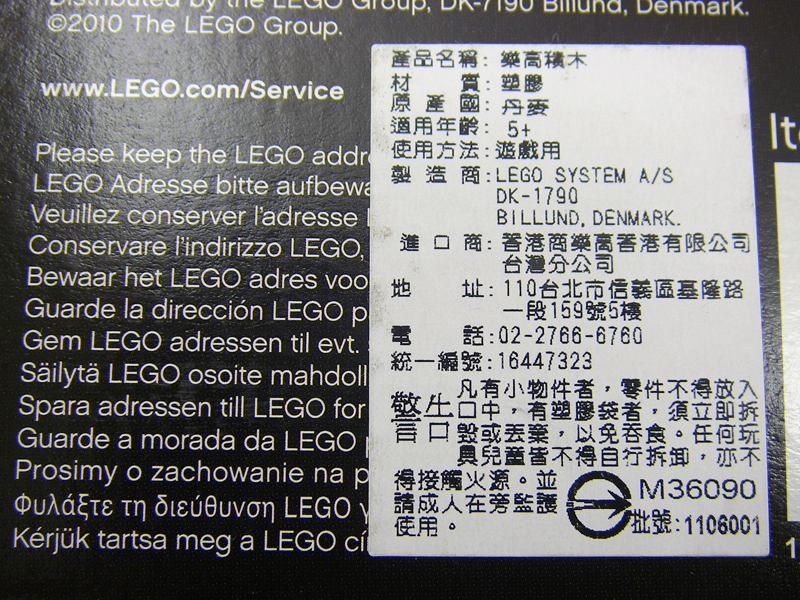 Distributed by the LEGO Group, DK-7190 Billund, Denmark.
©2010 The LEGO Group.
www.LEGO.com/Service
Please keep the LEGO addre
LEGO Adresse bitte aufbewa
Veuillez conserver l'adresse
Conservare l'indirizzo LEGO,
Bewaar het LEGO adres voo
Guarde la dirección LEGO p
Gem LEGO adressen til evt.
Säilytä LEGO osoite mahdoll
Spara adressen till LEGO for
Guarde a morada da LEGO
Prosimy o zachowanie na p
Φυλάξτε τη διεύθυνση LEGO γ
Kérjük tartsa meg a LEGO cí
產品名稱:樂高積木
材 質:塑膠
原 產 國:丹麥
適用年齡:5+
使用方法:遊戲用
製 造 商:LEGO SYSTEM A/S
DK-1790
BILLUND, DENMARK.
進 口 商:香港商樂高香港有限公司
台灣分公司
地 址:110台北市信義區基隆路
一段159號5樓
電 話:02-2766-6760
統一編號:16447323
警告 凡有小物件者,零件不得放入
口中,有塑膠袋者,須立即拆
毀或丟棄,以免吞食。任何玩
具兒童皆不得自行拆卸,亦不
得接觸火源。並
請成人在旁監護
使用。
M36090
批號:1106001
Ite
1